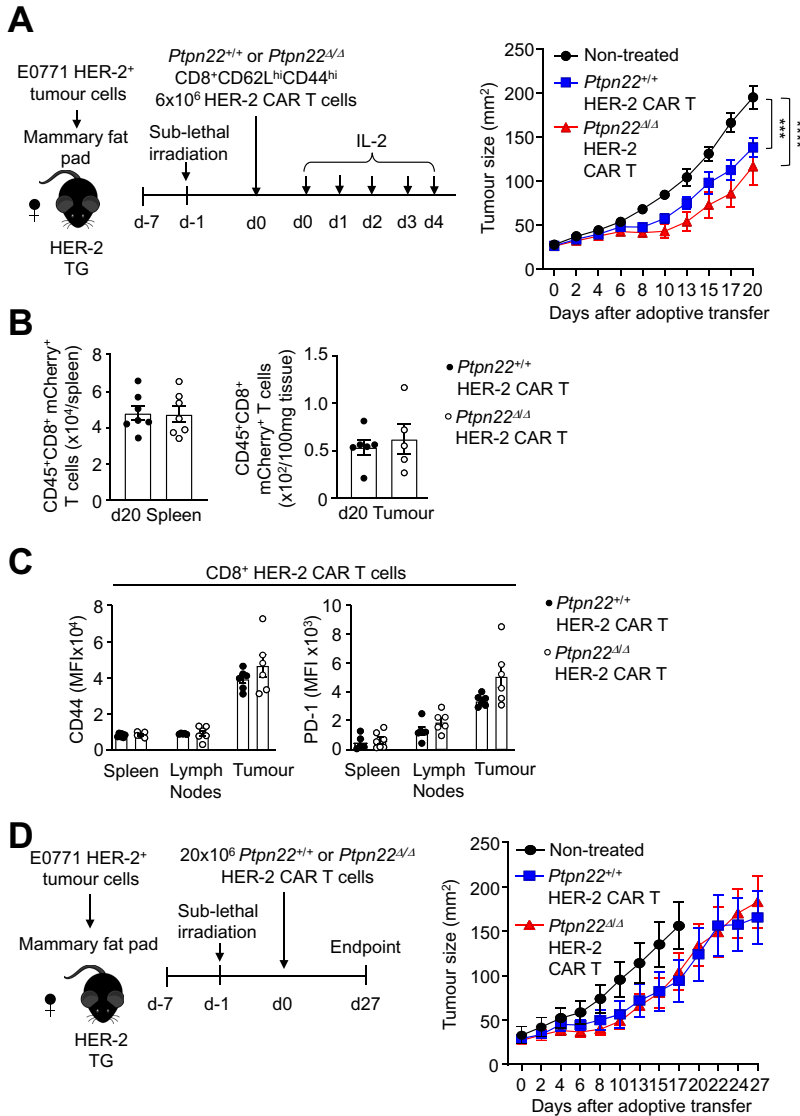 A
E0771 HER-2⁺
tumour cells
Mammary fat
pad
HER-2
TG
Ptpn22⁺/⁺ or Ptpn22Δ/Δ
CD8⁺CD62LʰⁱCD44ʰⁱ
6x10⁶ HER-2 CAR T cells
Sub-lethal
irradiation
IL-2
d-7
d-1
d0
d0 d1 d2 d3 d4
Tumour size (mm²)
250
200
150
100
50
0
0 2 4 6 8 10 13 15 17 20
Days after adoptive transfer
Non-treated
Ptpn22⁺/⁺
HER-2 CAR T
Ptpn22Δ/Δ
HER-2
CAR T
***
****
B
CD45⁺CD8⁺ mCherry⁺
T cells (x10⁴/spleen)
8
6
4
2
0
d20 Spleen
CD45⁺CD8⁺
mCherry⁺ T cells
(x10²/100mg tissue)
1.5
1.0
0.5
0
d20 Tumour
Ptpn22⁺/⁺
HER-2 CAR T
Ptpn22Δ/Δ
HER-2 CAR T
C
CD8⁺ HER-2 CAR T cells
CD44 (MFIx10⁴)
8
6
4
2
0
Spleen Lymph Tumour
Nodes
PD-1 (MFI x10³)
10
8
6
4
2
0
Spleen Lymph Tumour
Nodes
Ptpn22⁺/⁺
HER-2 CAR T
Ptpn22Δ/Δ
HER-2 CAR T
D
E0771 HER-2⁺
tumour cells
Mammary fat pad
HER-2
TG
20x10⁶ Ptpn22⁺/⁺ or Ptpn22Δ/Δ
HER-2 CAR T cells
Sub-lethal
irradiation
Endpoint
d-7 d-1 d0 d27
Tumour size (mm²)
250
200
150
100
50
0
0 2 4 6 8 10 13 15 17 20 22 24 27
Days after adoptive transfer
Non-treated
Ptpn22⁺/⁺
HER-2 CAR T
Ptpn22Δ/Δ
HER-2
CAR T